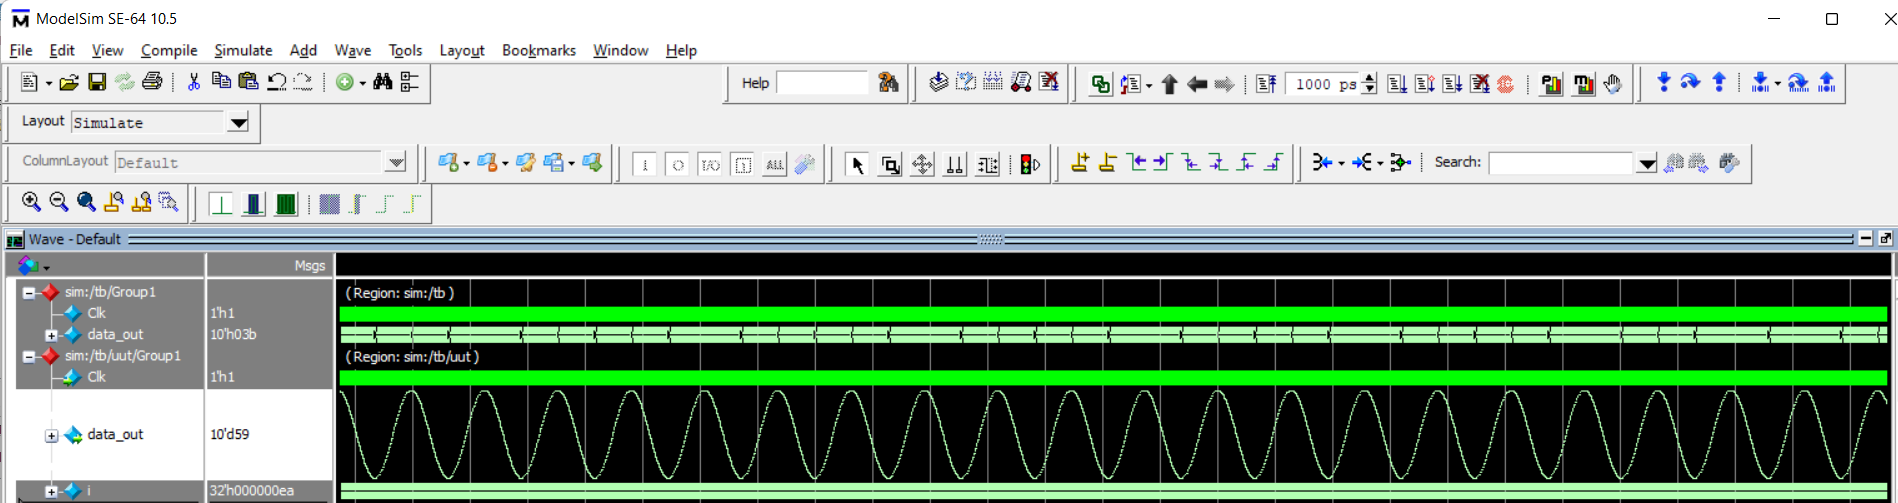 ModelSim SE-64 10.5
File Edit View Compile Simulate Add Wave Tools Layout Bookmarks Window Help
Help 1000 ps
Layout Simulate
ColumnLayout Default ALL Search:
Wave - Default
Msgs
sim:/tb/Group1 (Region: sim:/tb )
Clk 1'h1
data_out 10'h03b
sim:/tb/uut/Group1 (Region: sim:/tb/uut )
Clk 1'h1
data_out 10'd59
i 32'h000000ea